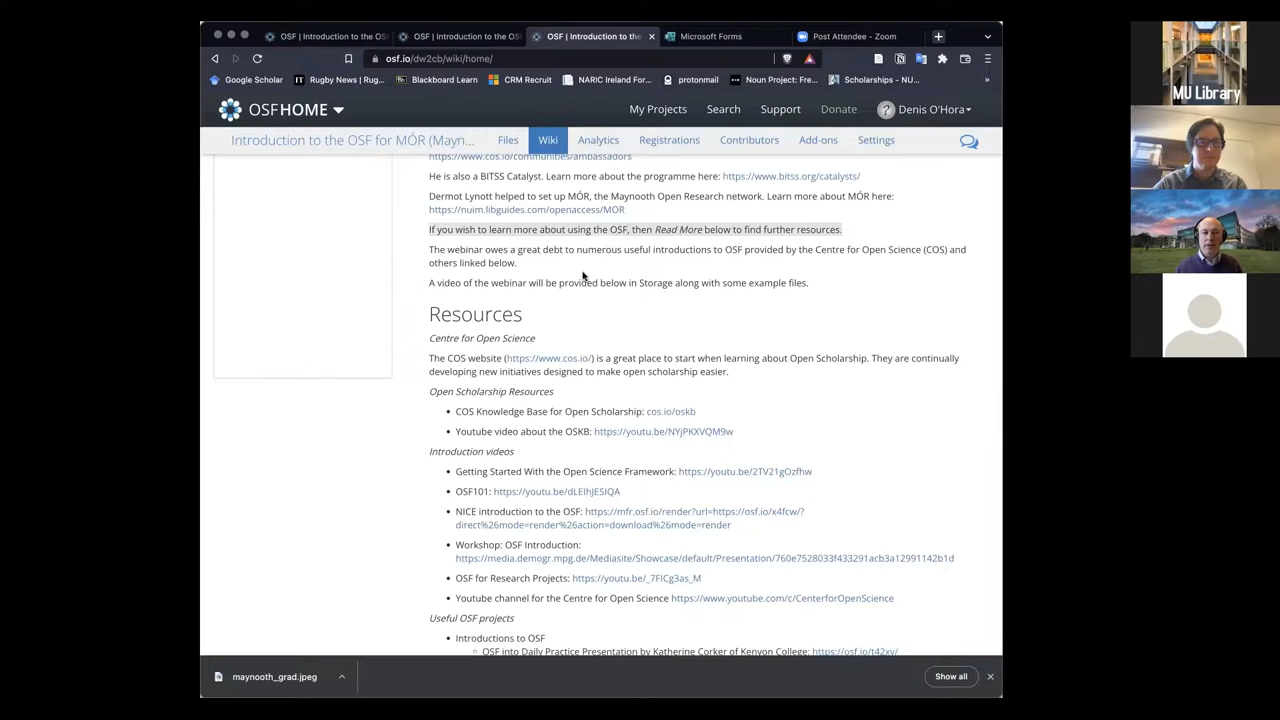 OSF | Introduction to the OSI
OSF | Introduction to the OSF
OSF | Introduction to the
Microsoft Forms
Post Attendee - Zoom
osf.io/dw2cb/wiki/home/
Google Scholar
Rugby News | Rug...
Blackboard Learn
CRM Recruit
NARIC Ireland For...
protonmail
Noun Project: Fre...
Scholarships - NU...
OSFHOME
My Projects
Search
Support
Donate
Denis O'Hora
Introduction to the OSF for MÓR (Mayn...
Files
Wiki
Analytics
Registrations
Contributors
Add-ons
Settings
https://www.cos.io/communities/ambassadors
He is also a BITSS Catalyst. Learn more about the programme here: https://www.bitss.org/catalysts/
Dermot Lynott helped to set up MÓR, the Maynooth Open Research network. Learn more about MÓR here:
https://nuim.libguides.com/openaccess/MOR
If you wish to learn more about using the OSF, then Read More below to find further resources.
The webinar owes a great debt to numerous useful introductions to OSF provided by the Centre for Open Science (COS) and
others linked below.
A video of the webinar will be provided below in Storage along with some example files.
Resources
Centre for Open Science
The COS website (https://www.cos.io/) is a great place to start when learning about Open Scholarship. They are continually
developing new initiatives designed to make open scholarship easier.
Open Scholarship Resources
COS Knowledge Base for Open Scholarship: cos.io/oskb
Youtube video about the OSKB: https://youtu.be/NYjPKXVQM9w
Introduction videos
Getting Started With the Open Science Framework: https://youtu.be/2TV21gOzfhw
OSF101: https://youtu.be/dLEIhJESIQA
NICE introduction to the OSF: https://mfr.osf.io/render?url=https://osf.io/x4fcw/?
direct%26mode=render%26action=download%26mode=render
Workshop: OSF Introduction:
https://media.demogr.mpg.de/Mediasite/Showcase/default/Presentation/760e7528033f433291acb3a12991142b1d
OSF for Research Projects: https://youtu.be/_7FICg3as_M
Youtube channel for the Centre for Open Science https://www.youtube.com/c/CenterforOpenScience
Useful OSF projects
Introductions to OSF
OSF into Daily Practice Presentation by Katherine Corker of Kenyon College: https://osf.io/t42xv/
maynooth_grad.jpeg
Show all
MU Library